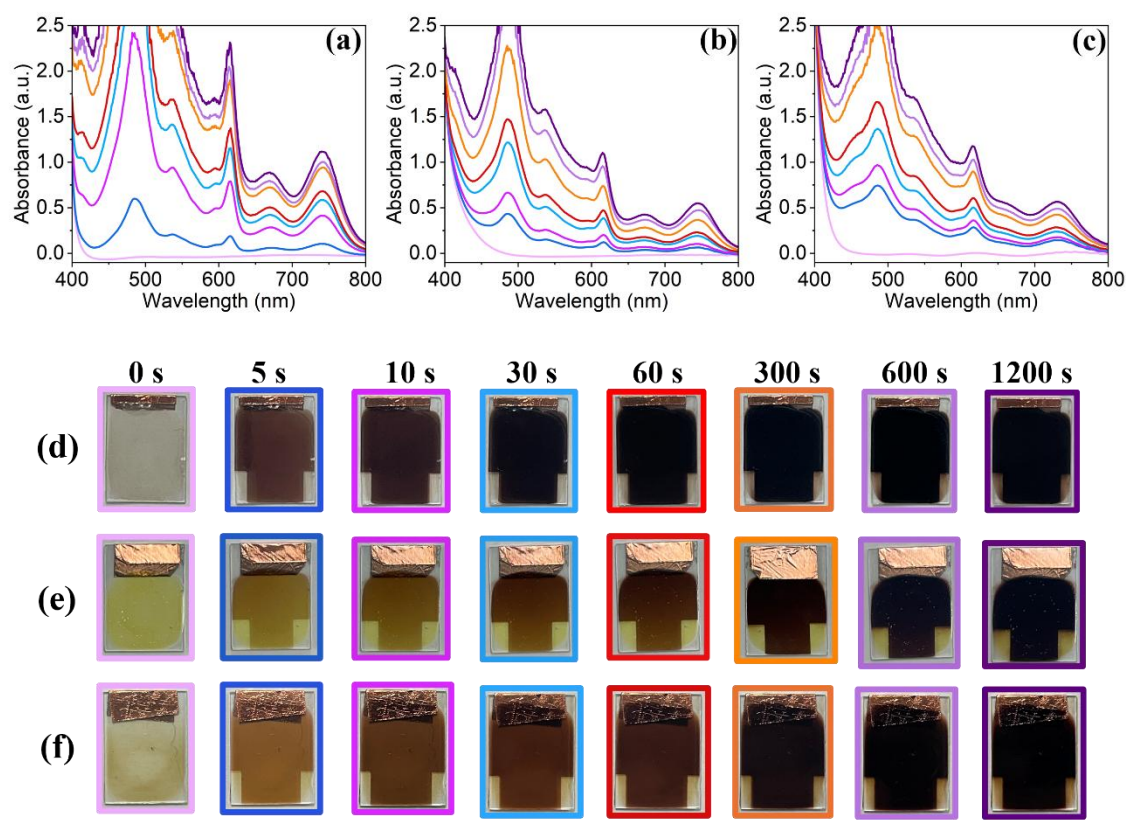 (a)
2.5
2.0
1.5
1.0
0.5
0.0
Absorbance (a.u.)
400 500 600 700 800
Wavelength (nm)
(b)
2.5
2.0
1.5
1.0
0.5
0.0
Absorbance (a.u.)
400 500 600 700 800
Wavelength (nm)
(c)
2.5
2.0
1.5
1.0
0.5
0.0
Absorbance (a.u.)
400 500 600 700 800
Wavelength (nm)
0 s 5 s 10 s 30 s 60 s 300 s 600 s 1200 s
(d)
(e)
(f)